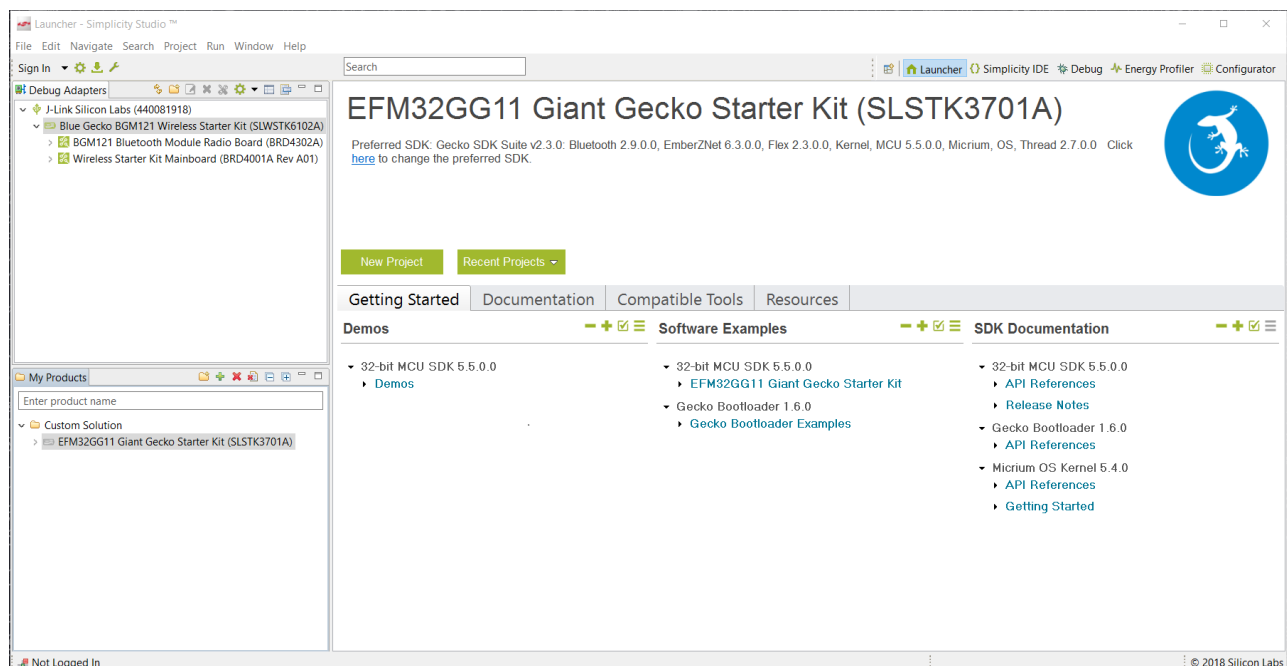 Launcher - Simplicity Studio ™
File Edit Navigate Search Project Run Window Help
Sign In
Search
Launcher
Simplicity IDE
Debug
Energy Profiler
Configurator
Debug Adapters
J-Link Silicon Labs (440081918)
Blue Gecko BGM121 Wireless Starter Kit (SLWSTK6102A)
BGM121 Bluetooth Module Radio Board (BRD4302A)
Wireless Starter Kit Mainboard (BRD4001A Rev A01)
My Products
Enter product name
Custom Solution
EFM32GG11 Giant Gecko Starter Kit (SLSTK3701A)
EFM32GG11 Giant Gecko Starter Kit (SLSTK3701A)
Preferred SDK: Gecko SDK Suite v2.3.0: Bluetooth 2.9.0.0, EmberZNet 6.3.0.0, Flex 2.3.0.0, Kernel, MCU 5.5.0.0, Micrium, OS, Thread 2.7.0.0 Click
here to change the preferred SDK.
New Project
Recent Projects
Getting Started
Documentation
Compatible Tools
Resources
Demos
32-bit MCU SDK 5.5.0.0
Demos
Software Examples
32-bit MCU SDK 5.5.0.0
EFM32GG11 Giant Gecko Starter Kit
Gecko Bootloader 1.6.0
Gecko Bootloader Examples
SDK Documentation
32-bit MCU SDK 5.5.0.0
API References
Release Notes
Gecko Bootloader 1.6.0
API References
Micrium OS Kernel 5.4.0
API References
Getting Started
Not Logged In
© 2018 Silicon Labs